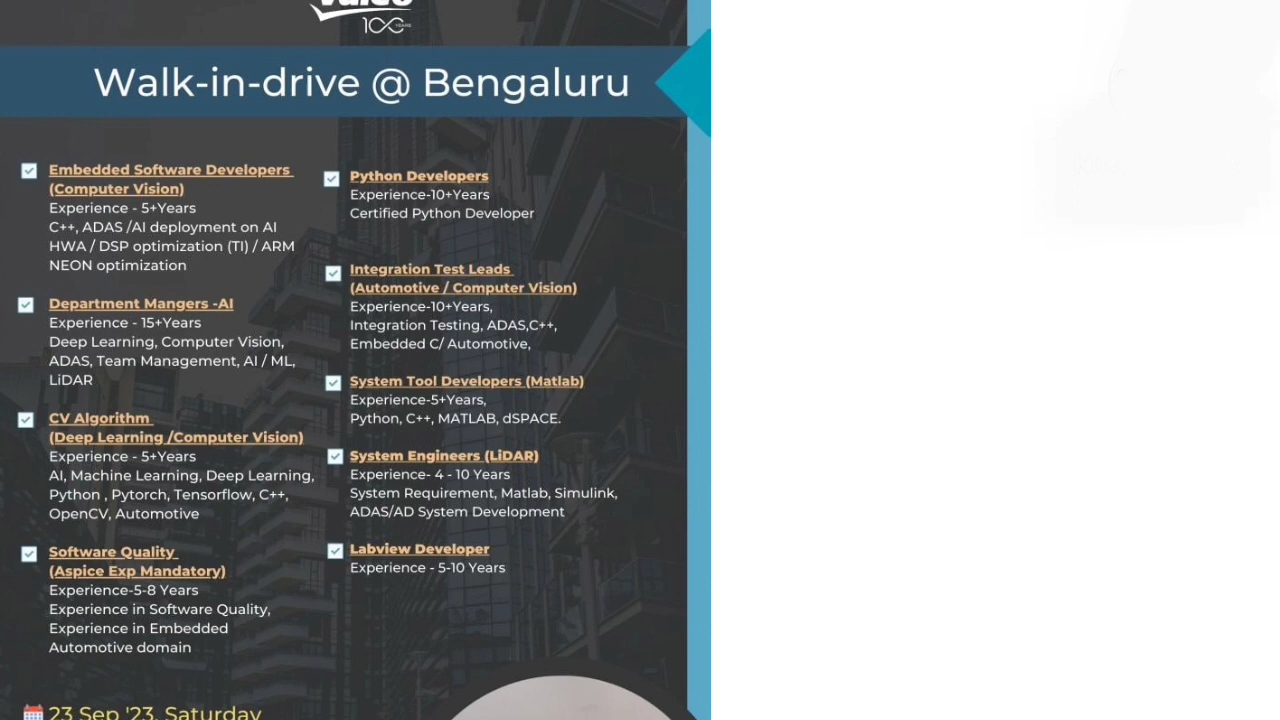 Valeo
100 YEARS
Walk-in-drive @ Bengaluru
Embedded Software Developers
(Computer Vision)
Experience - 5+Years
C++, ADAS /AI deployment on AI
HWA / DSP optimization (TI) / ARM
NEON optimization
Department Mangers -AI
Experience - 15+Years
Deep Learning, Computer Vision,
ADAS, Team Management, AI / ML,
LiDAR
CV Algorithm
(Deep Learning /Computer Vision)
Experience - 5+Years
AI, Machine Learning, Deep Learning,
Python , Pytorch, Tensorflow, C++,
OpenCV, Automotive
Software Quality
(Aspice Exp Mandatory)
Experience-5-8 Years
Experience in Software Quality,
Experience in Embedded
Automotive domain
Python Developers
Experience-10+Years
Certified Python Developer
Integration Test Leads
(Automotive / Computer Vision)
Experience-10+Years,
Integration Testing, ADAS,C++,
Embedded C/ Automotive,
System Tool Developers (Matlab)
Experience-5+Years,
Python, C++, MATLAB, dSPACE.
System Engineers (LiDAR)
Experience- 4 - 10 Years
System Requirement, Matlab, Simulink,
ADAS/AD System Development
Labview Developer
Experience - 5-10 Years
23 Sep '23, Saturday